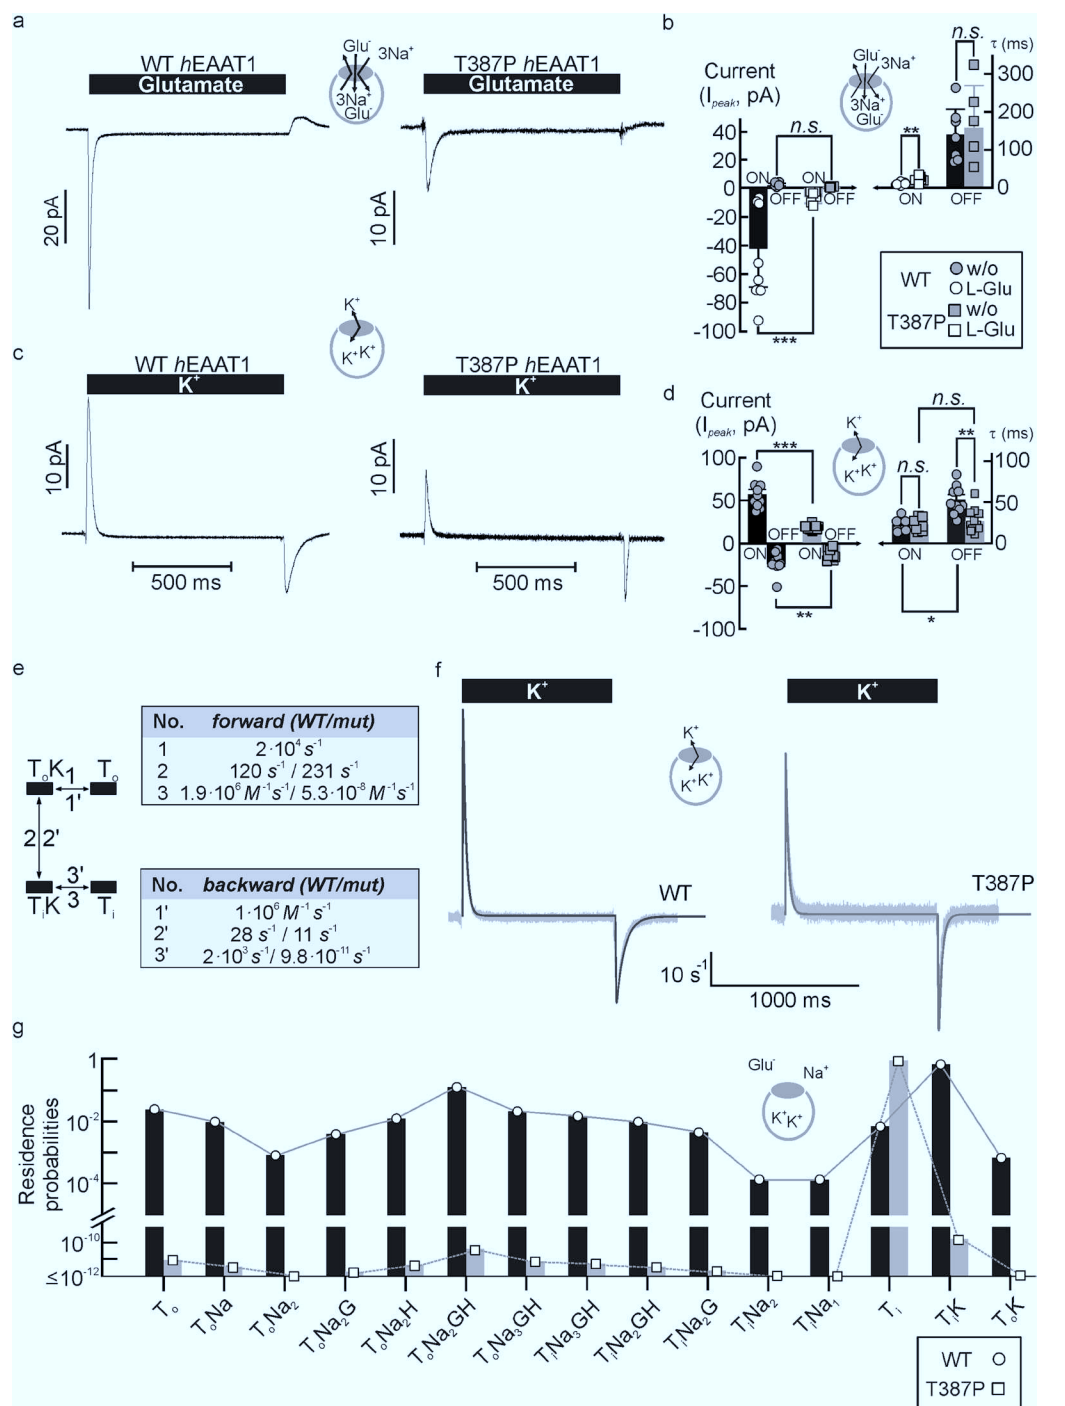 a
WT hEAAT1
Glutamate
Glu⁻
3Na⁺
3Na⁺
Glu⁻
T387P hEAAT1
Glutamate
20 pA
10 pA
b
Current
(I_peak, pA)
40
20
0
-20
-40
-60
-80
-100
ON
OFF
ON
OFF
n.s.
***
Glu⁻
3Na⁺
3Na⁺
Glu⁻
**
n.s.
τ (ms)
300
200
100
0
ON
OFF
WT
w/o
L-Glu
T387P
w/o
L-Glu
c
WT hEAAT1
K⁺
K⁺
K⁺K⁺
T387P hEAAT1
K⁺
10 pA
10 pA
500 ms
500 ms
d
Current
(I_peak, pA)
100
50
0
-50
-100
***
OFF
OFF
ON
ON
**
K⁺
K⁺K⁺
n.s.
n.s.
**
τ (ms)
100
50
0
ON
OFF
*
e
TₒK
1
1'
Tₒ
2
2'
3'
3
TᵢK
Tᵢ
No. forward (WT/mut)
1 2·10⁴ s⁻¹
2 120 s⁻¹ / 231 s⁻¹
3 1.9·10⁶ M⁻¹s⁻¹/ 5.3·10⁻⁸ M⁻¹s⁻¹
No. backward (WT/mut)
1' 1·10⁶ M⁻¹ s⁻¹
2' 28 s⁻¹ / 11 s⁻¹
3' 2·10³ s⁻¹/ 9.8·10⁻¹¹ s⁻¹
f
K⁺
K⁺
K⁺
K⁺K⁺
WT
T387P
10 s⁻¹
1000 ms
g
Residence
probabilities
1
10⁻²
10⁻⁴
10⁻¹⁰
≤10⁻¹²
Glu⁻
Na⁺
K⁺K⁺
Tₒ
TₒNa
TₒNa₂
TₒNa₂G
TₒNa₂H
TₒNa₂GH
TₒNa₃GH
TᵢNa₃GH
TᵢNa₂GH
TᵢNa₂G
TᵢNa₂
TᵢNa₁
Tᵢ
TᵢK
TₒK
WT
T387P